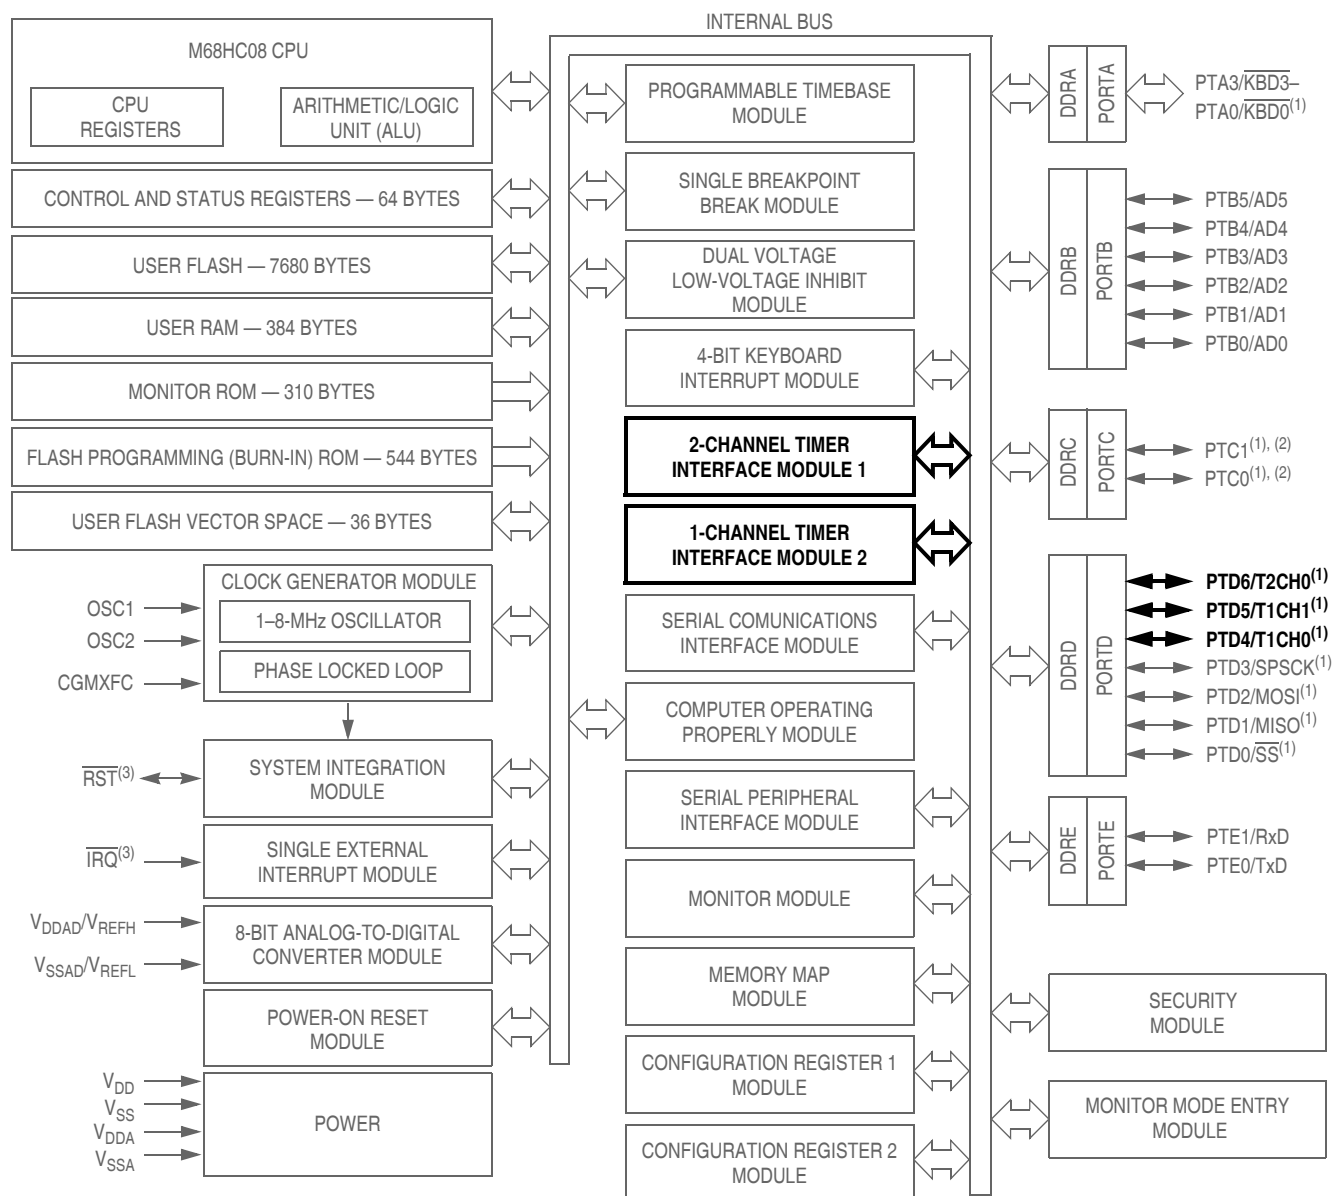 INTERNAL BUS
M68HC08 CPU
CPU
REGISTERS
ARITHMETIC/LOGIC
UNIT (ALU)
CONTROL AND STATUS REGISTERS — 64 BYTES
USER FLASH — 7680 BYTES
USER RAM — 384 BYTES
MONITOR ROM — 310 BYTES
FLASH PROGRAMMING (BURN-IN) ROM — 544 BYTES
USER FLASH VECTOR SPACE — 36 BYTES
CLOCK GENERATOR MODULE
1–8-MHz OSCILLATOR
PHASE LOCKED LOOP
OSC1
OSC2
CGMXFC
SYSTEM INTEGRATION
MODULE
RST(3)
SINGLE EXTERNAL
INTERRUPT MODULE
IRQ(3)
8-BIT ANALOG-TO-DIGITAL
CONVERTER MODULE
VDDAD/VREFH
VSSAD/VREFL
POWER-ON RESET
MODULE
POWER
VDD
VSS
VDDA
VSSA
PROGRAMMABLE TIMEBASE
MODULE
SINGLE BREAKPOINT
BREAK MODULE
DUAL VOLTAGE
LOW-VOLTAGE INHIBIT
MODULE
4-BIT KEYBOARD
INTERRUPT MODULE
2-CHANNEL TIMER
INTERFACE MODULE 1
1-CHANNEL TIMER
INTERFACE MODULE 2
SERIAL COMUNICATIONS
INTERFACE MODULE
COMPUTER OPERATING
PROPERLY MODULE
SERIAL PERIPHERAL
INTERFACE MODULE
MONITOR MODULE
MEMORY MAP
MODULE
CONFIGURATION REGISTER 1
MODULE
CONFIGURATION REGISTER 2
MODULE
DDRA
PORTA
PTA3/KBD3–
PTA0/KBD0(1)
DDRB
PORTB
PTB5/AD5
PTB4/AD4
PTB3/AD3
PTB2/AD2
PTB1/AD1
PTB0/AD0
DDRC
PORTC
PTC1(1), (2)
PTC0(1), (2)
DDRD
PORTD
PTD6/T2CH0(1)
PTD5/T1CH1(1)
PTD4/T1CH0(1)
PTD3/SPSCK(1)
PTD2/MOSI(1)
PTD1/MISO(1)
PTD0/SS(1)
DDRE
PORTE
PTE1/RxD
PTE0/TxD
SECURITY
MODULE
MONITOR MODE ENTRY
MODULE